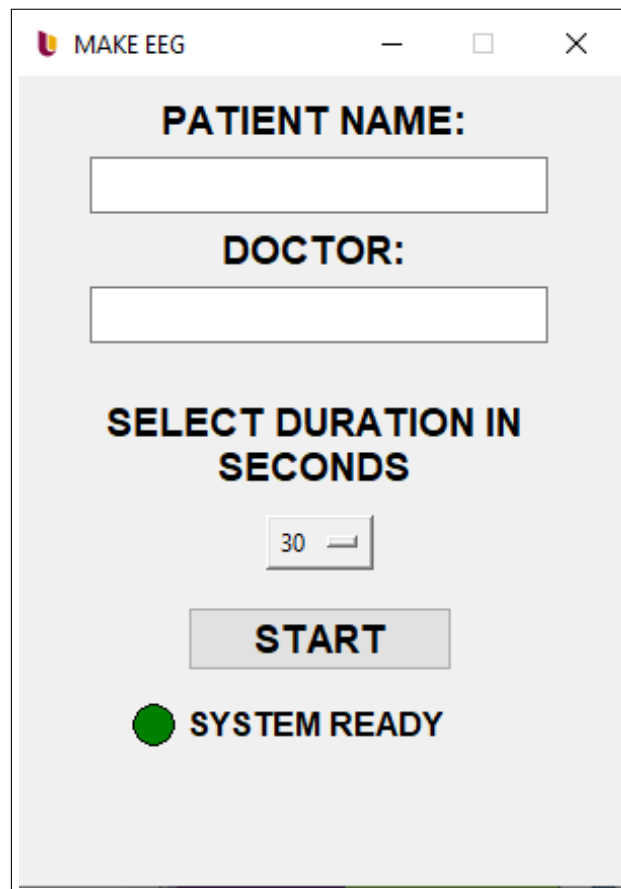 MAKE EEG
PATIENT NAME:
DOCTOR:
SELECT DURATION IN
SECONDS
30
START
SYSTEM READY